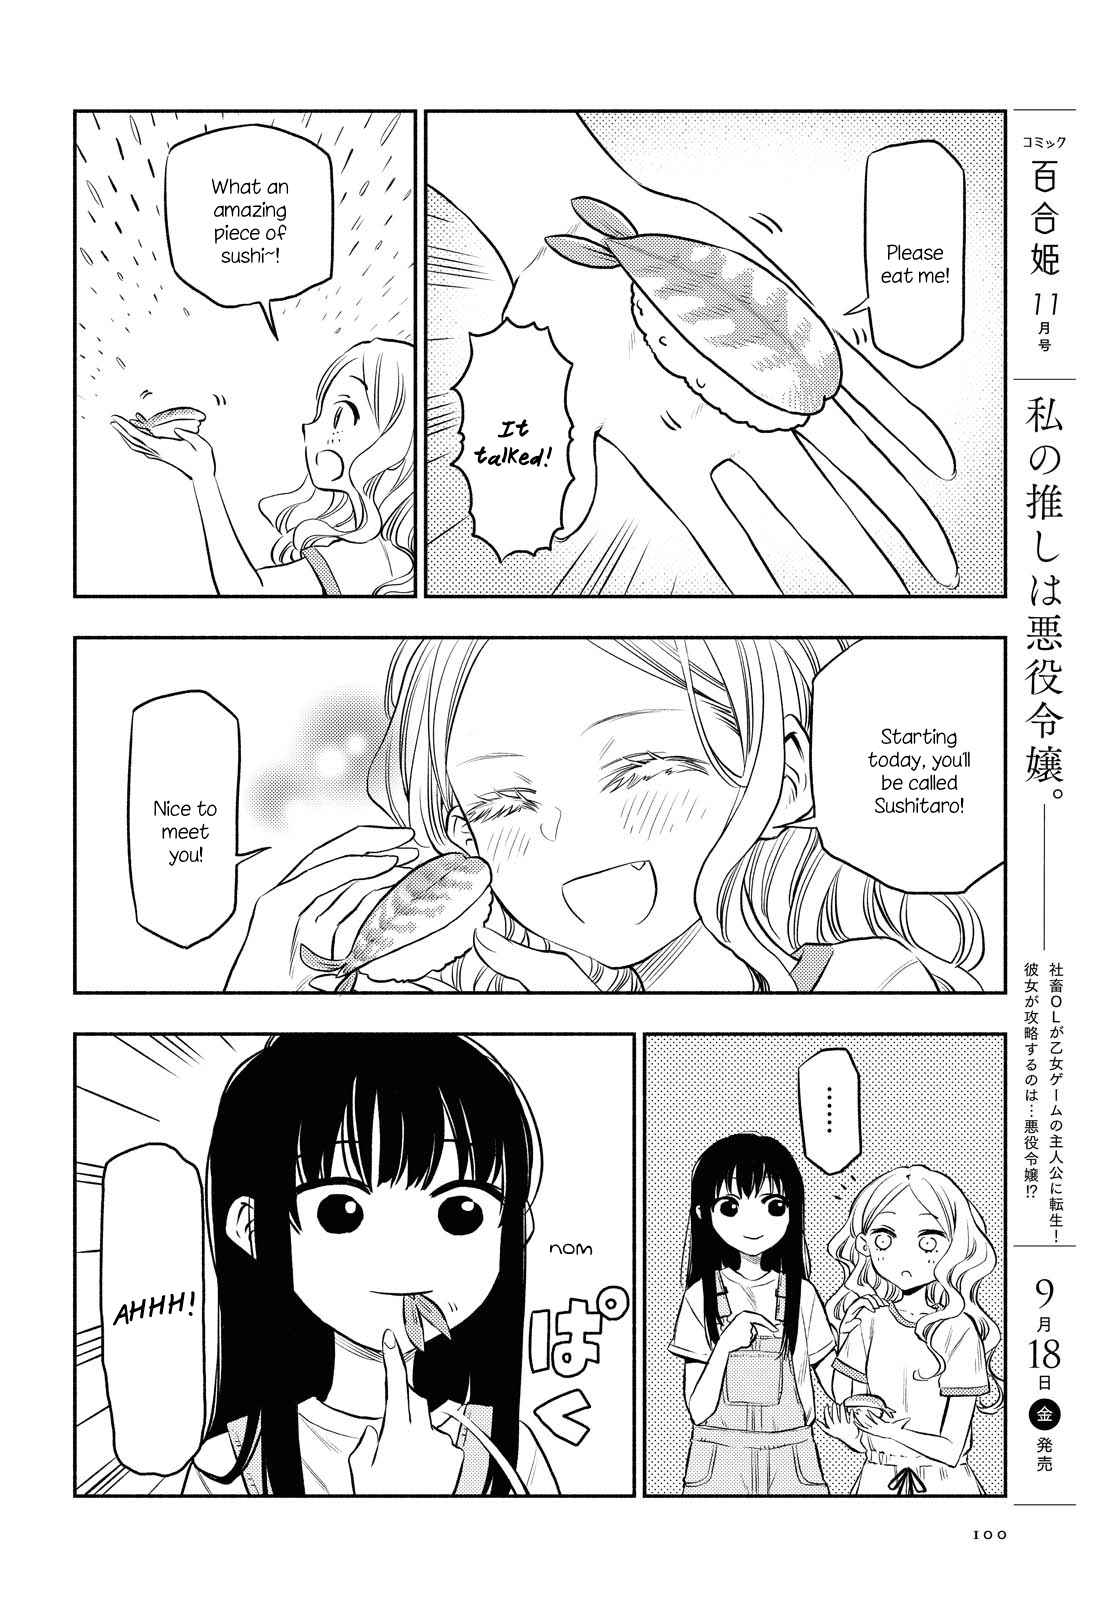 Please
eat me!
It
talked!
What an
amazing
piece of
sushi~!
Starting
today, you'll
be called
Sushitaro!
Nice to
meet
you!
........
nom
ぱく
AHHH!
コミック
百合姫
11
月号
私の推しは悪役令嬢。
社畜OLが乙女ゲームの主人公に転生！
彼女が攻略するのは…悪役令嬢!?
9月18日金発売
100